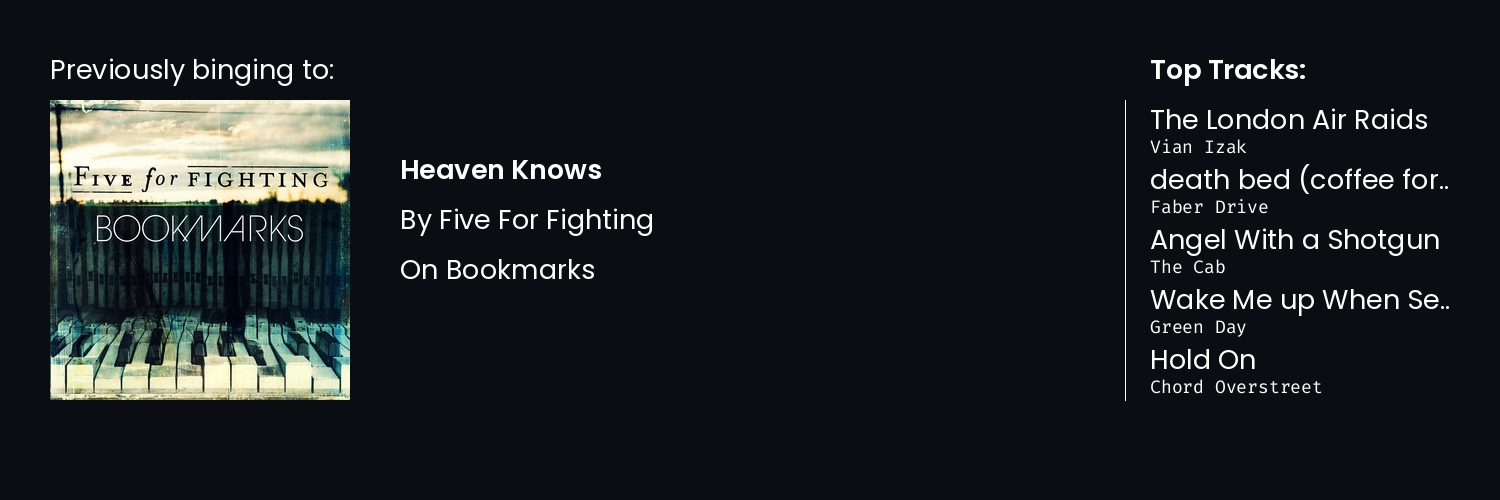 Previously binging to:
FIVE for FIGHTING
BOOKMARKS
Heaven Knows
By Five For Fighting
On Bookmarks
Top Tracks:
The London Air Raids
Vian Izak
death bed (coffee for..
Faber Drive
Angel With a Shotgun
The Cab
Wake Me up When Se..
Green Day
Hold On
Chord Overstreet